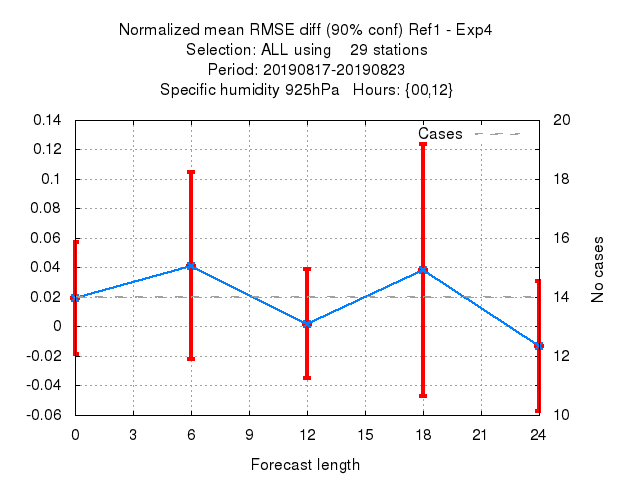 Normalized mean RMSE diff (90% conf) Ref1 - Exp4
Selection: ALL using 29 stations
Period: 20190817-20190823
Specific humidity 925hPa Hours: {00,12}
Cases
0.14
0.12
0.1
0.08
0.06
0.04
0.02
0
-0.02
-0.04
-0.06
20
18
16
14
12
10
No cases
0 3 6 9 12 15 18 21 24
Forecast length